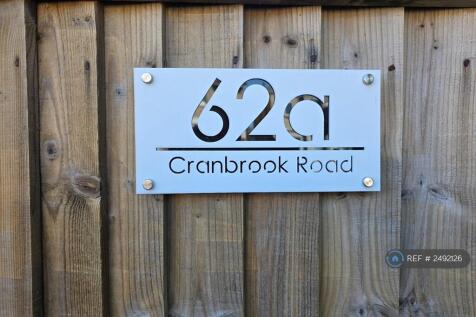 62a
Cranbrook Road
REF # 2492126